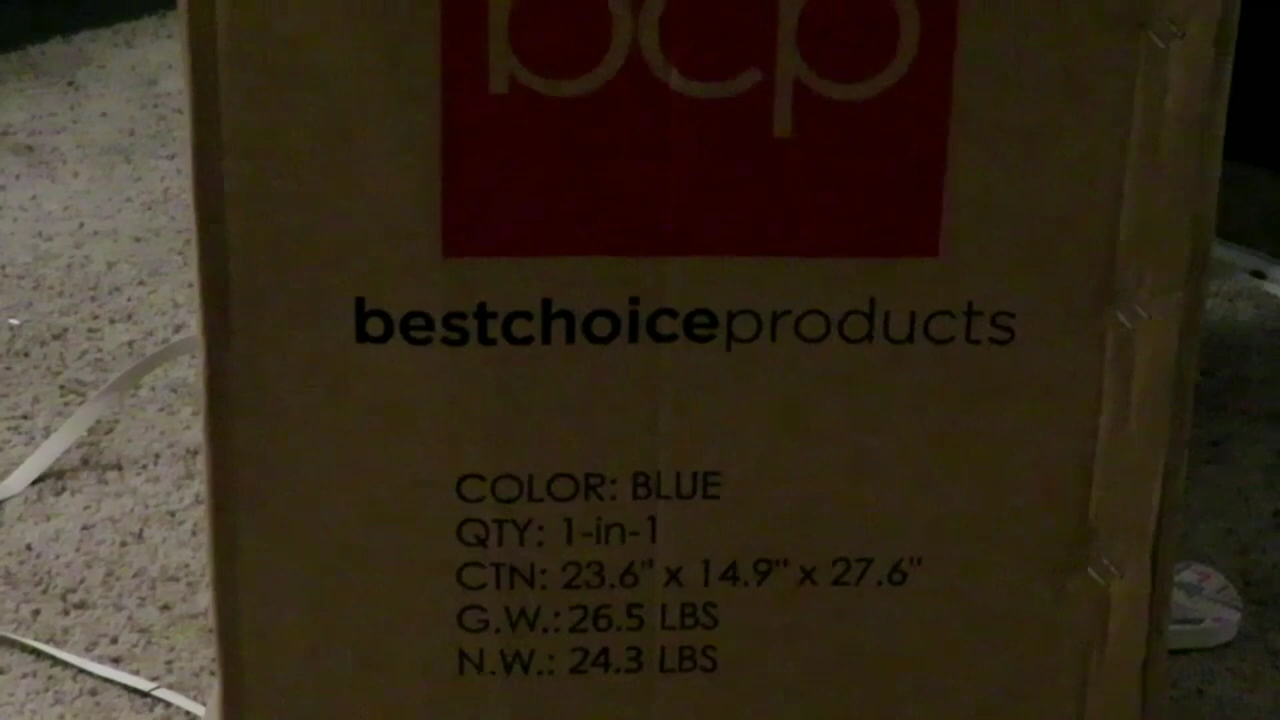 bcp
bestchoiceproducts
COLOR: BLUE
QTY: 1-in-1
CTN: 23.6" x 14.9" x 27.6"
G.W.: 26.5 LBS
N.W.: 24.3 LBS